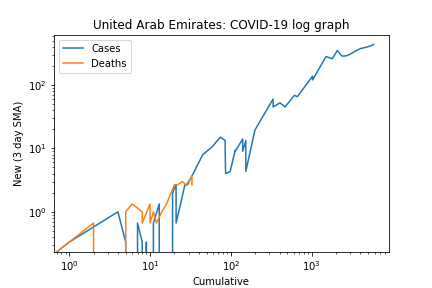 United Arab Emirates: COVID-19 log graph
Cases
Deaths
New (3 day SMA)
10²
10¹
10⁰
10⁰ 10¹ 10² 10³
Cumulative